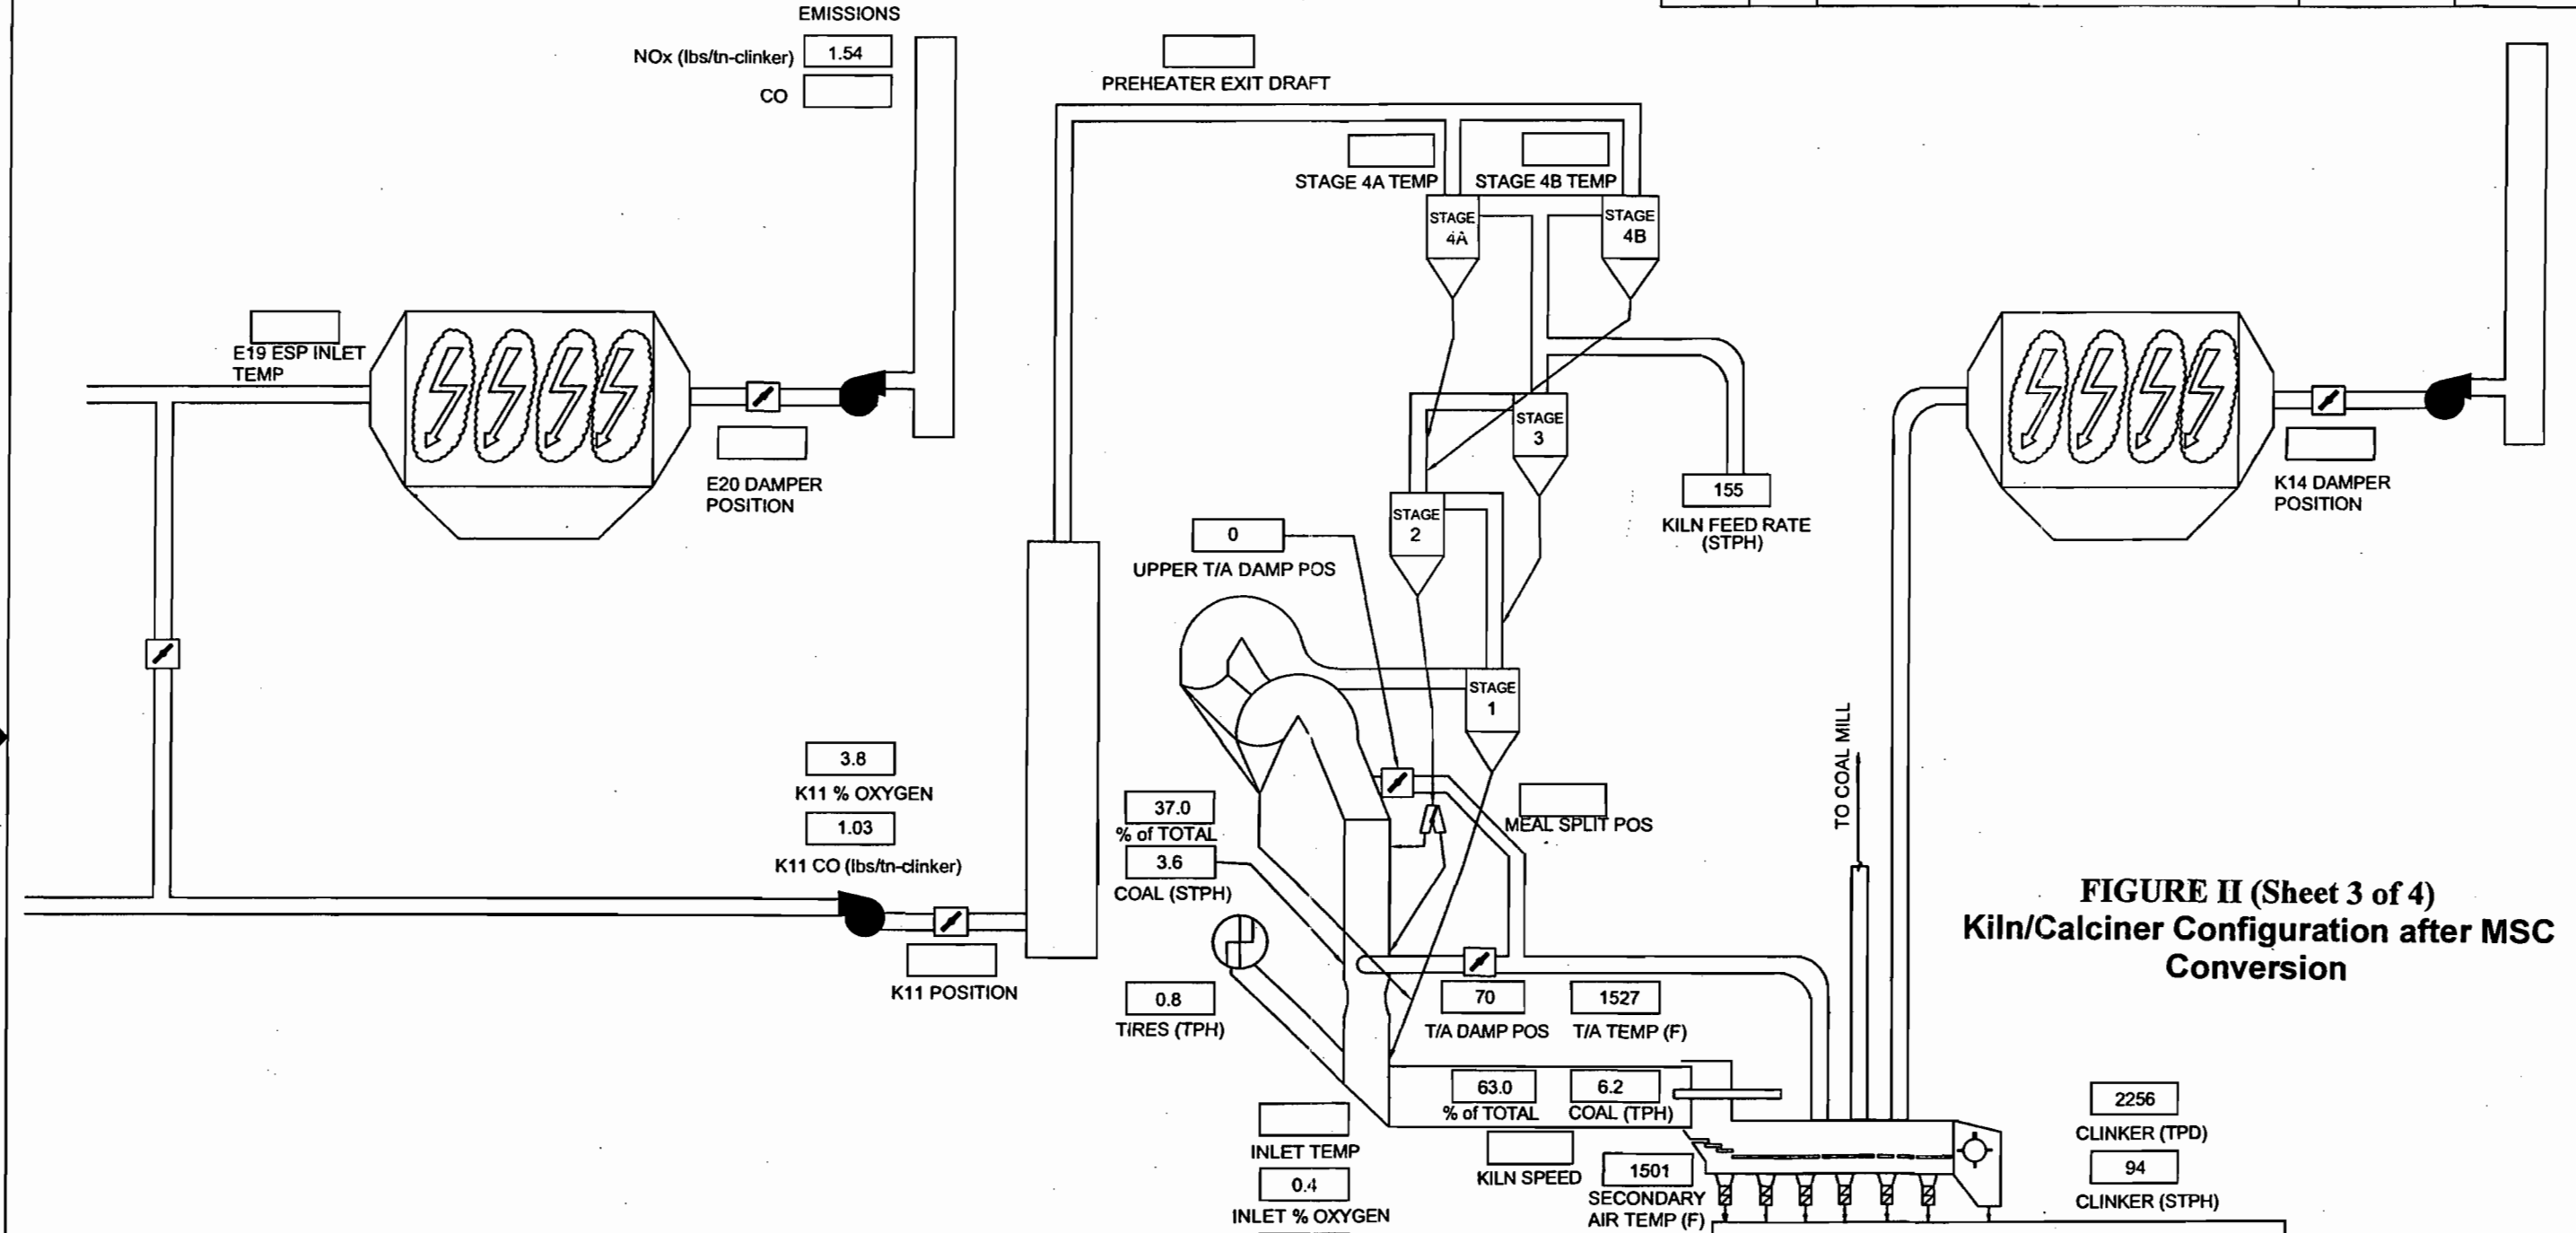 EMISSIONS
NOx (lbs/tn-clinker) 1.54
CO
PREHEATER EXIT DRAFT
STAGE 4A TEMP
STAGE 4B TEMP
STAGE
4A
STAGE
4B
E19 ESP INLET
TEMP
E20 DAMPER
POSITION
STAGE
3
155
KILN FEED RATE
(STPH)
K14 DAMPER
POSITION
STAGE
2
0
UPPER T/A DAMP POS
STAGE
1
TO COAL MILL
3.8
K11 % OXYGEN
1.03
K11 CO (lbs/tn-clinker)
37.0
% of TOTAL
3.6
COAL (STPH)
MEAL SPLIT POS
FIGURE II (Sheet 3 of 4)
Kiln/Calciner Configuration after MSC
Conversion
K11 POSITION
0.8
TIRES (TPH)
70
T/A DAMP POS
1527
T/A TEMP (F)
63.0
% of TOTAL
6.2
COAL (TPH)
INLET TEMP
0.4
INLET % OXYGEN
KILN SPEED
1501
SECONDARY
AIR TEMP (F)
2256
CLINKER (TPD)
94
CLINKER (STPH)